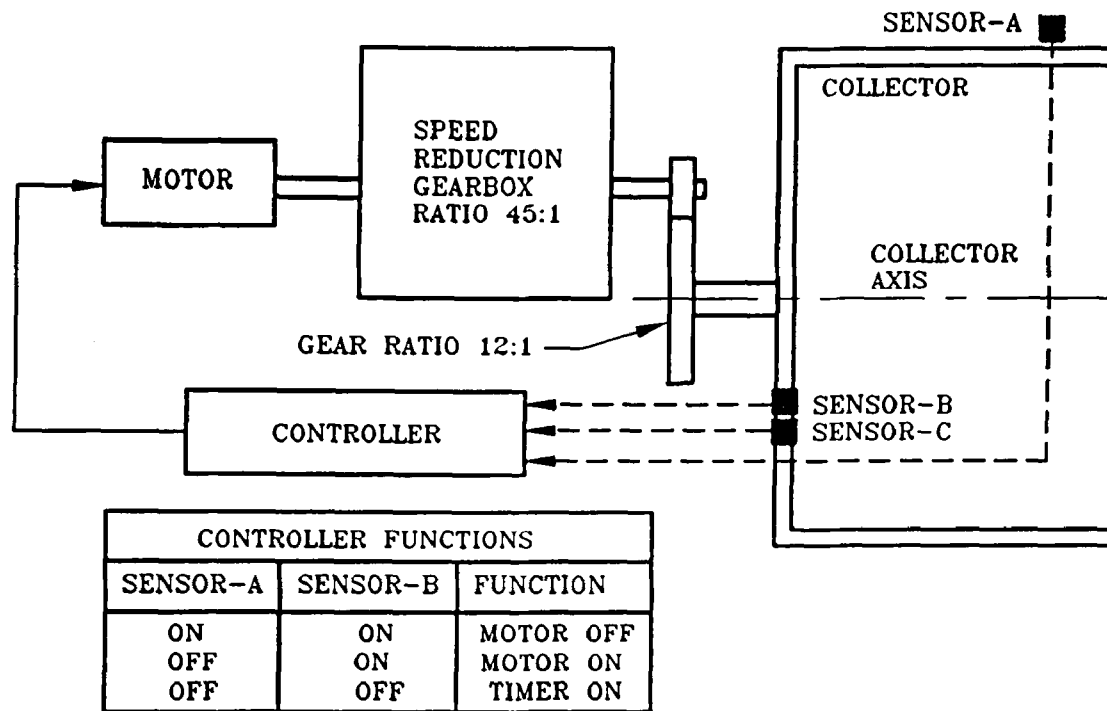 SENSOR-A
COLLECTOR
SPEED
REDUCTION
GEARBOX
RATIO 45:1
MOTOR
COLLECTOR
AXIS
GEAR RATIO 12:1
SENSOR-B
SENSOR-C
CONTROLLER
CONTROLLER FUNCTIONS
SENSOR-A SENSOR-B FUNCTION
ON ON MOTOR OFF
OFF ON MOTOR ON
OFF OFF TIMER ON